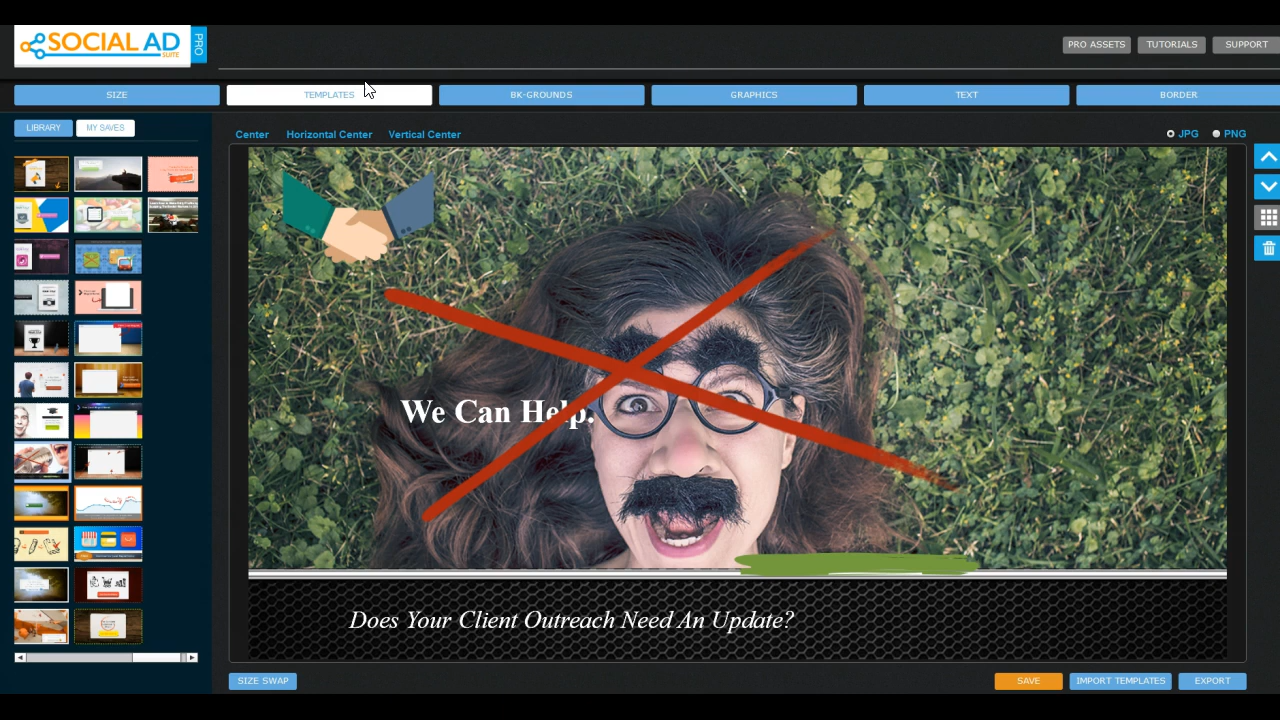 SOCIAL AD
SUITE
PRO
PRO ASSETS
TUTORIALS
SUPPORT
SIZE
TEMPLATES
BK-GROUNDS
GRAPHICS
TEXT
BORDER
LIBRARY
MY SAVES
Center
Horizontal Center
Vertical Center
JPG
PNG
We Can Help.
Does Your Client Outreach Need An Update?
SIZE SWAP
SAVE
IMPORT TEMPLATES
EXPORT